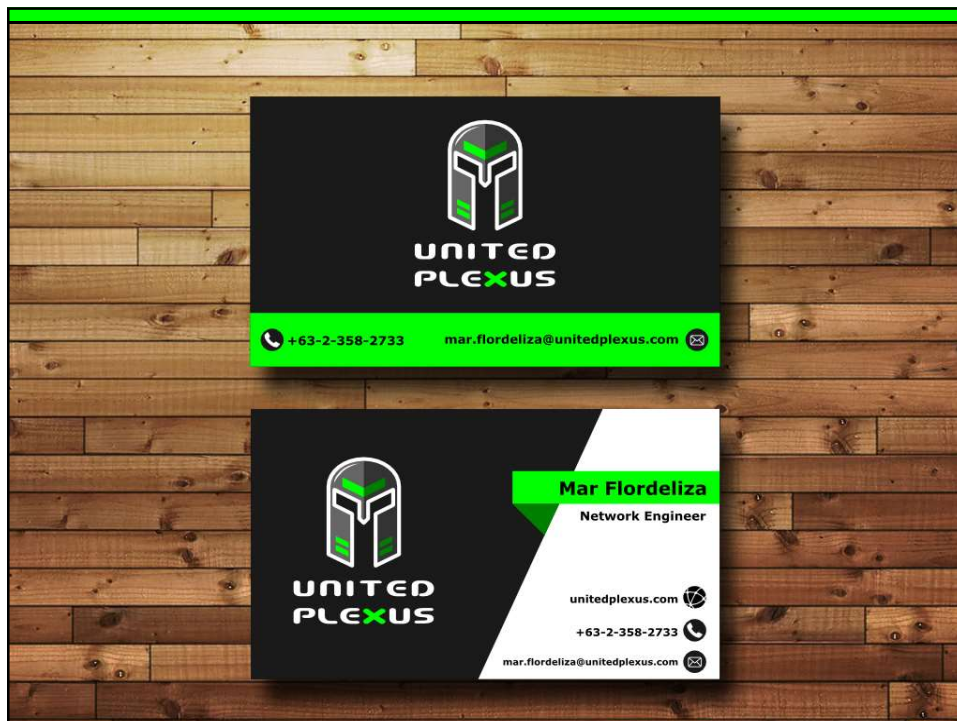 UNITED
PLEXUS
+63-2-358-2733 mar.flordeliza@unitedplexus.com
UNITED
PLEXUS
Mar Flordeliza
Network Engineer
unitedplexus.com
+63-2-358-2733
mar.flordeliza@unitedplexus.com